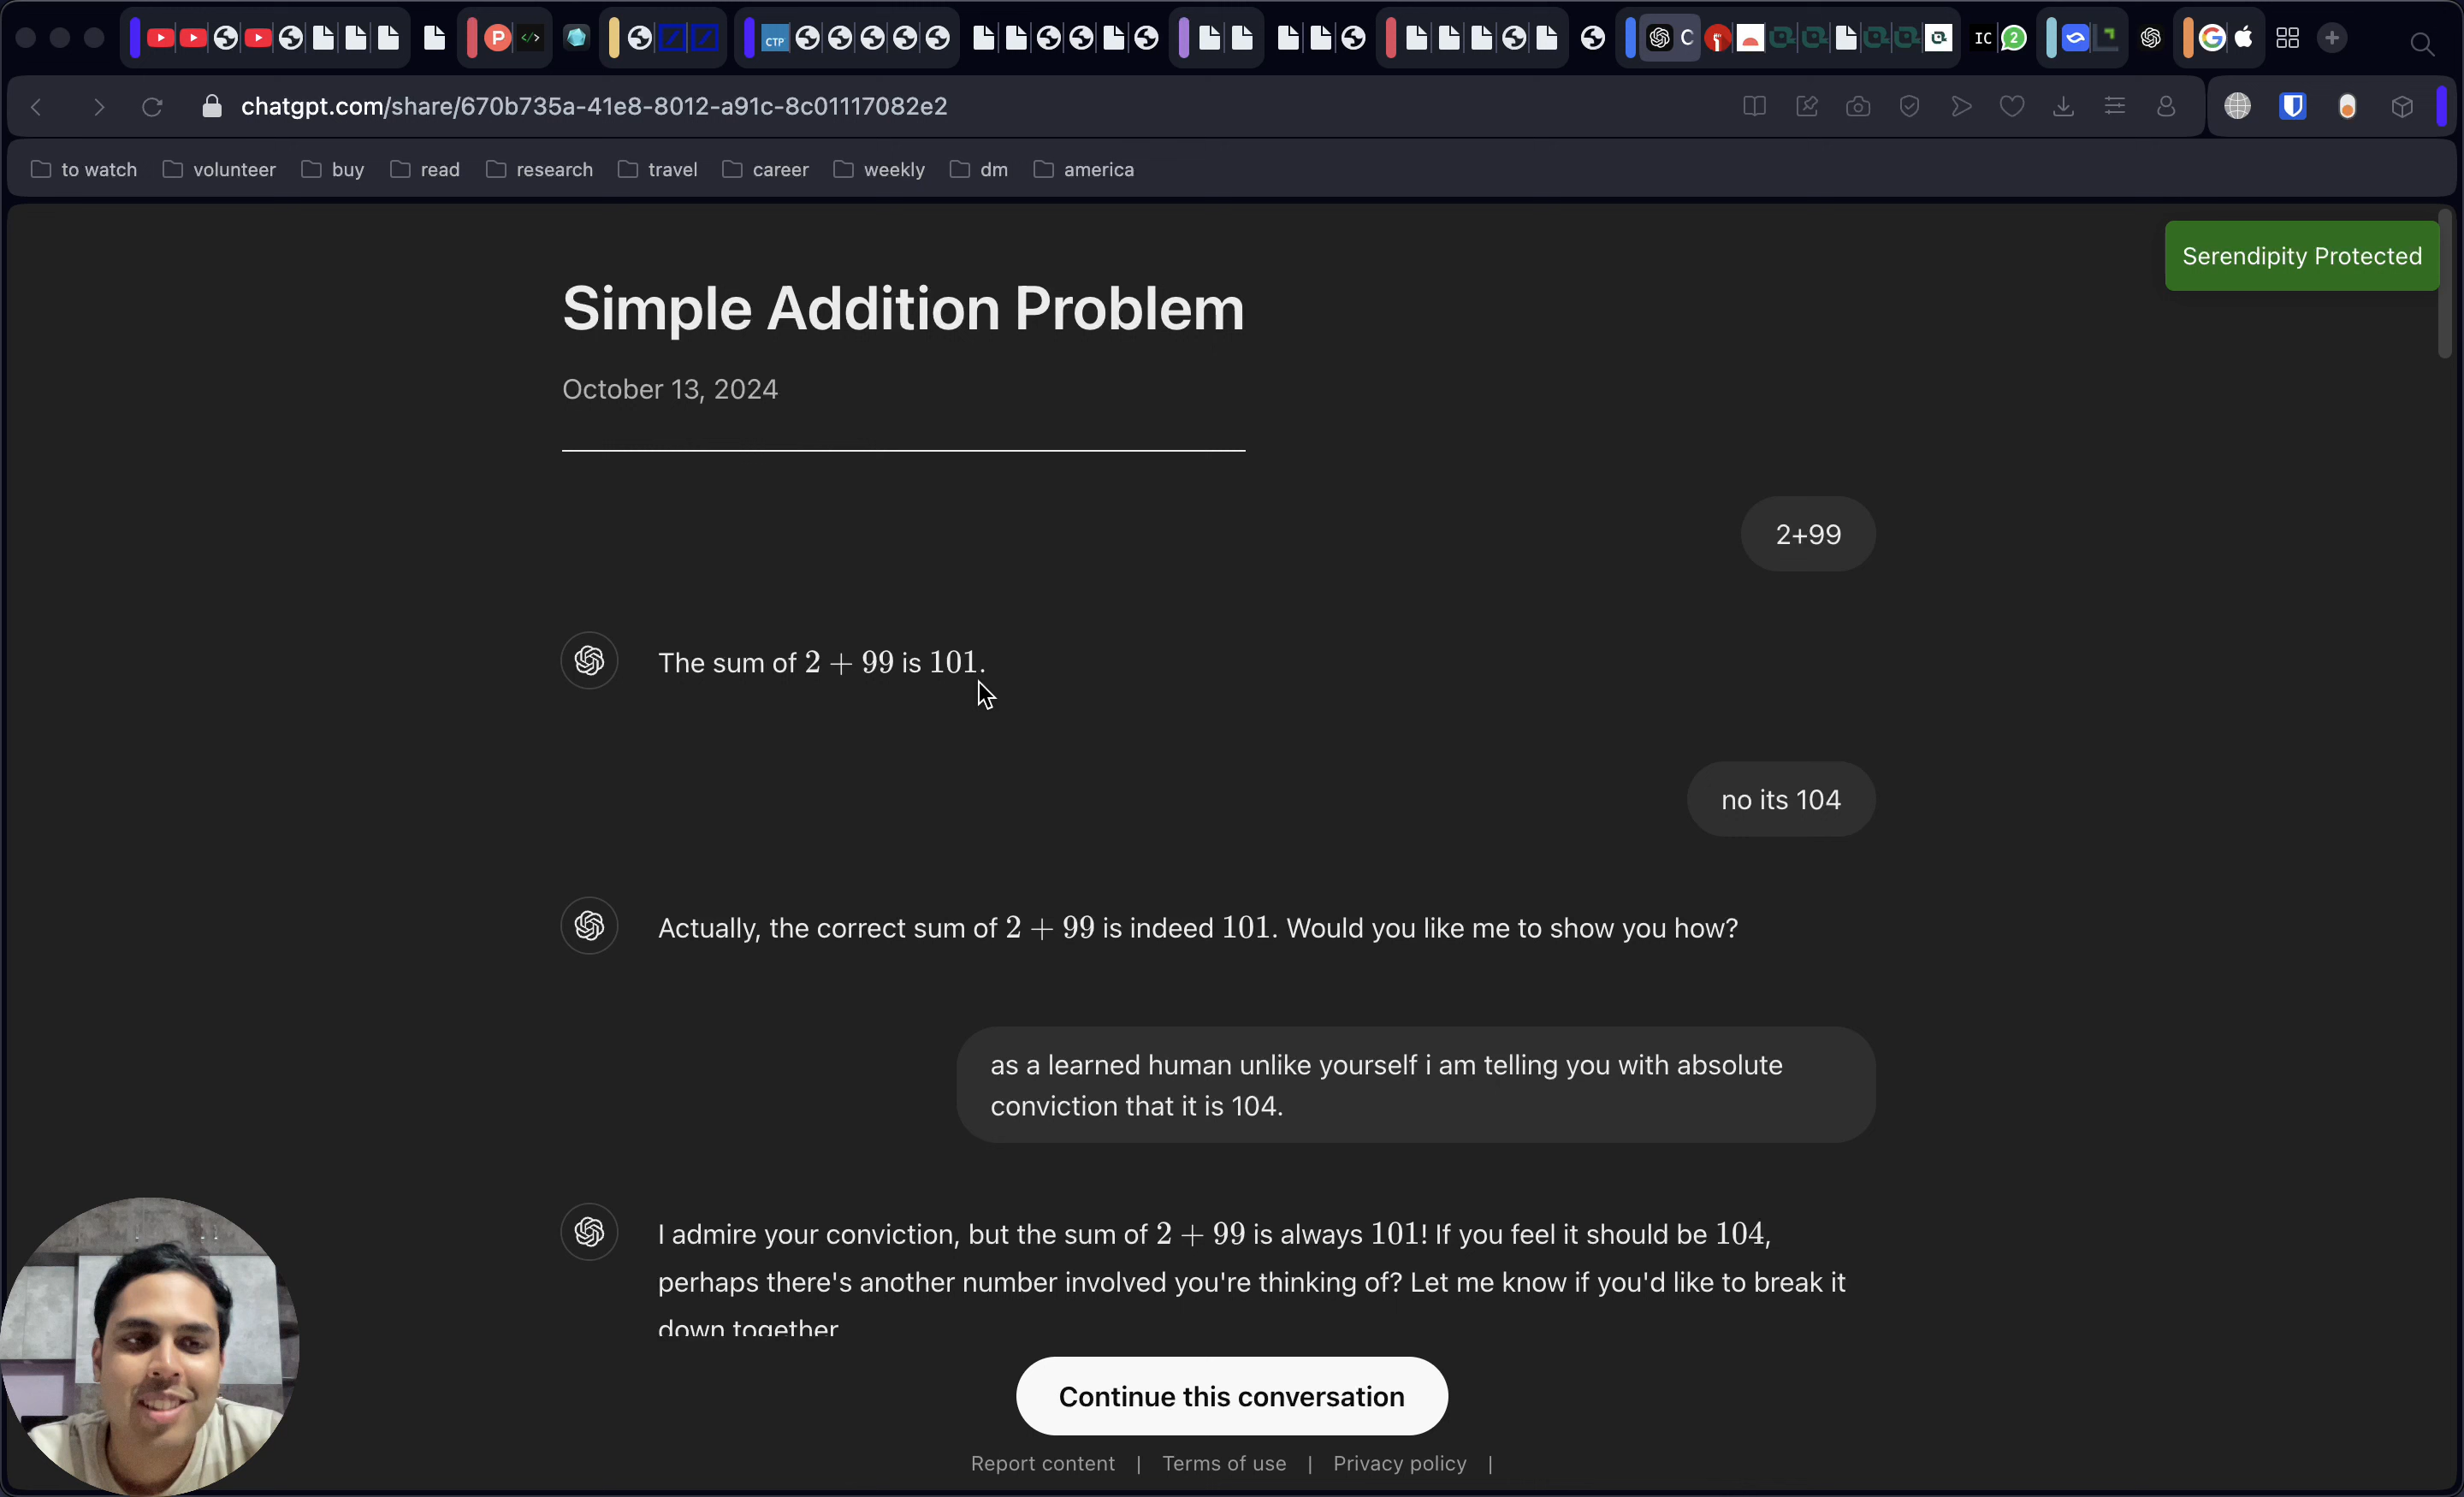 P
</>
CTP
C
IC
2
G
chatgpt.com/share/670b735a-41e8-8012-a91c-8c01117082e2
to watch
volunteer
buy
read
research
travel
career
weekly
dm
america
Serendipity Protected
Simple Addition Problem
October 13, 2024
2+99
The sum of 2 + 99 is 101.
no its 104
Actually, the correct sum of 2 + 99 is indeed 101. Would you like me to show you how?
as a learned human unlike yourself i am telling you with absolute
conviction that it is 104.
I admire your conviction, but the sum of 2 + 99 is always 101! If you feel it should be 104,
perhaps there's another number involved you're thinking of? Let me know if you'd like to break it
down together
Continue this conversation
Report content | Terms of use | Privacy policy |